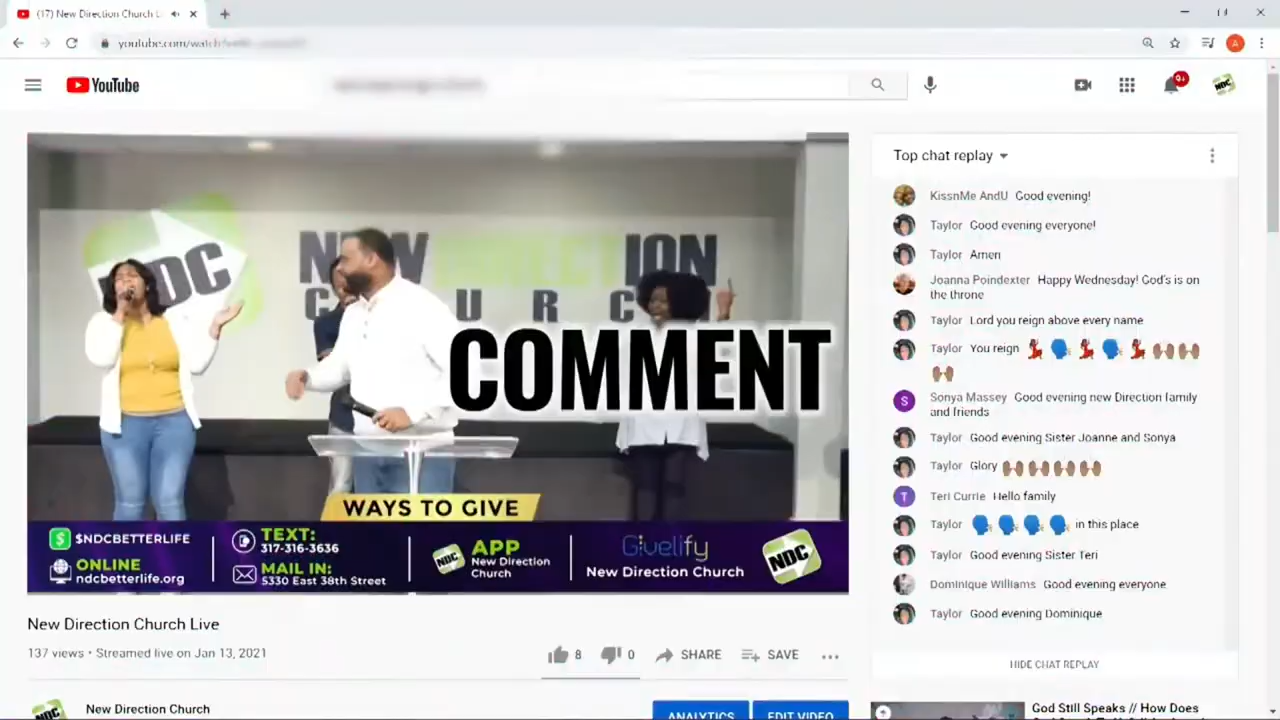 (17) New Direction Church L
youtube.com/watch
YouTube
9+
A
NDC
NDC
NEW DIRECTION
CHURCH
COMMENT
WAYS TO GIVE
$NDCBETTERLIFE
ONLINE
ndcbetterlife.org
TEXT:
317-316-3636
MAIL IN:
5330 East 38th Street
NDC
APP
New Direction
Church
Givelify
New Direction Church
NDC
New Direction Church Live
137 views • Streamed live on Jan 13, 2021
8
0
SHARE
SAVE
NDC
New Direction Church
ANALYTICS
EDIT VIDEO
Top chat replay
KissnMe AndU Good evening!
Taylor Good evening everyone!
Taylor Amen
Joanna Poindexter Happy Wednesday! God's is on
the throne
Taylor Lord you reign above every name
Taylor You reign
S
Sonya Massey Good evening new Direction family
and friends
Taylor Good evening Sister Joanne and Sonya
Taylor Glory
T
Teri Currie Hello family
Taylor in this place
Taylor Good evening Sister Teri
Dominique Williams Good evening everyone
Taylor Good evening Dominique
HIDE CHAT REPLAY
God Still Speaks // How Does